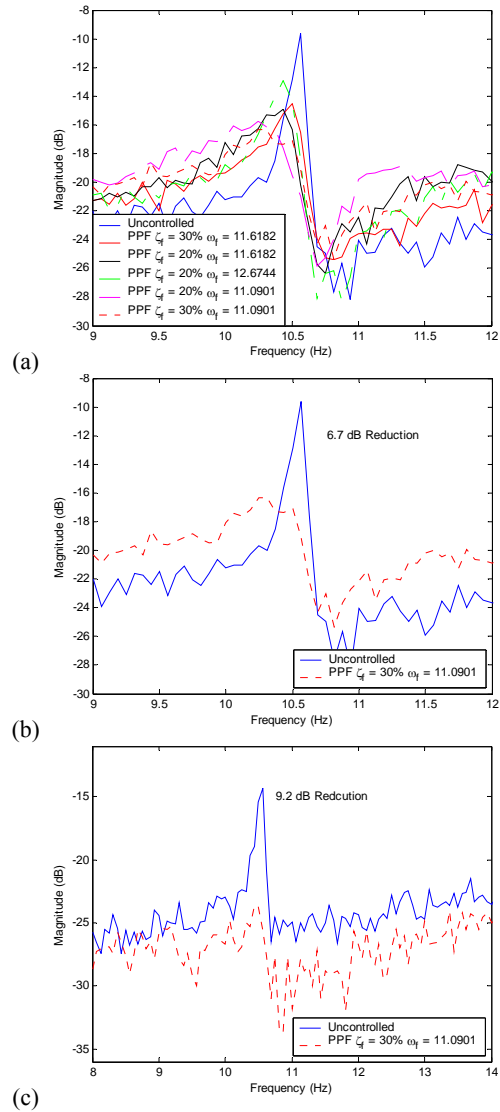 -8
-10
-12
-14
-16
-18
-20
-22
-24
-26
-28
-30
Magnitude (dB)
Uncontrolled
PPF ζf = 30% ωf = 11.6182
PPF ζf = 20% ωf = 11.6182
PPF ζf = 20% ωf = 12.6744
PPF ζf = 20% ωf = 11.0901
PPF ζf = 30% ωf = 11.0901
9 9.5 10 10.5 11 11.5 12
Frequency (Hz)
(a)
-8
-10
-12
-14
-16
-18
-20
-22
-24
-26
-28
-30
Magnitude (dB)
6.7 dB Reduction
Uncontrolled
PPF ζf = 30% ωf = 11.0901
9 9.5 10 10.5 11 11.5 12
Frequency (Hz)
(b)
-15
-20
-25
-30
-35
Magnitude (dB)
9.2 dB Redcution
Uncontrolled
PPF ζf = 30% ωf = 11.0901
8 9 10 11 12 13 14
Frequency (Hz)
(c)